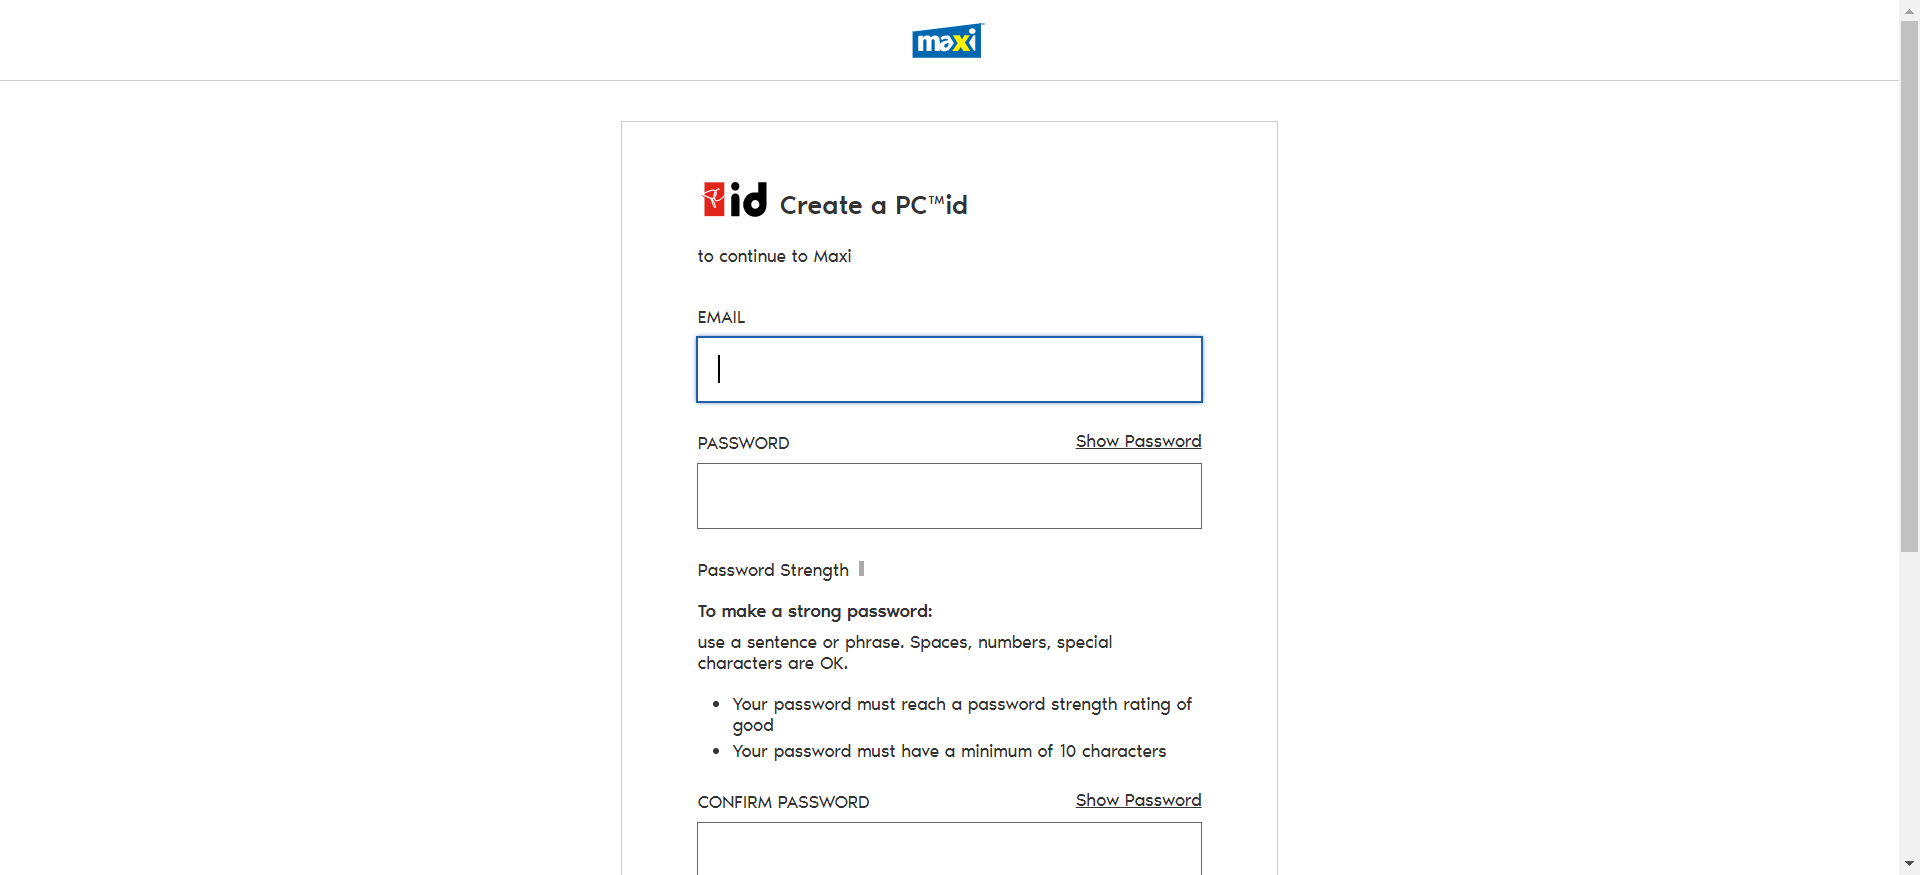 maxi
id Create a PC™id
to continue to Maxi
EMAIL
PASSWORD Show Password
Password Strength
To make a strong password:
use a sentence or phrase. Spaces, numbers, special
characters are OK.
• Your password must reach a password strength rating of
good
• Your password must have a minimum of 10 characters
CONFIRM PASSWORD Show Password